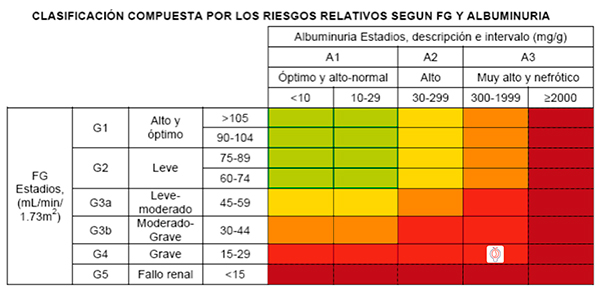 CLASIFICACIÓN COMPUESTA POR LOS RIESGOS RELATIVOS SEGUN FG Y ALBUMINURIA
Albuminuria Estadios, descripción e intervalo (mg/g)
A1 A2 A3
Óptimo y alto-normal Alto Muy alto y nefrótico
<10 10-29 30-299 300-1999 ≥2000
FG
Estadios,
(mL/min/
1.73m²)
G1 Alto y
óptimo
>105
90-104
G2 Leve 75-89
60-74
G3a Leve-
moderado
45-59
G3b Moderado-
Grave
30-44
G4 Grave 15-29
G5 Fallo renal <15